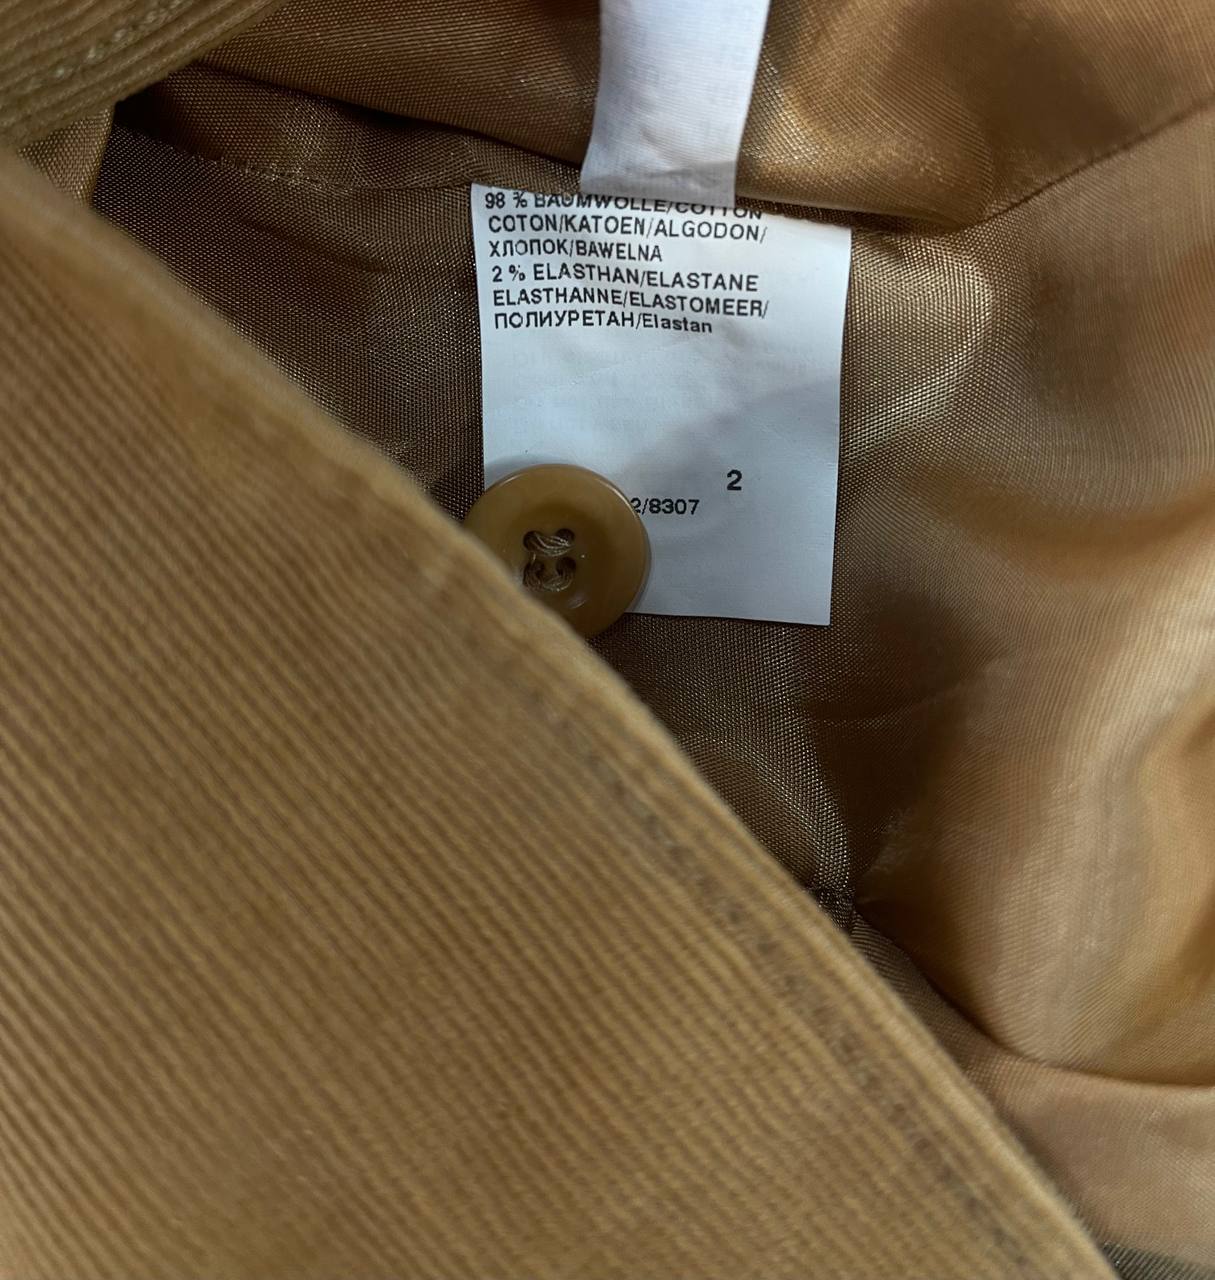 98 % BAUMWOLLE/COTTON
COTON/KATOEN/ALGODON/
ХЛОПОК/BAWELNA
2 % ELASTHAN/ELASTANE
ELASTHANNE/ELASTOMEER/
ПОЛИУРЕТАН/Elastan
2
2/8307